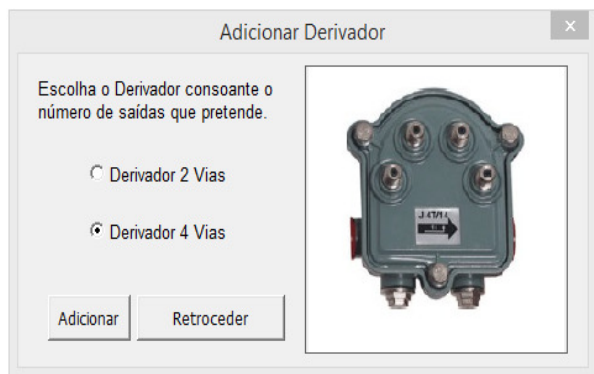 Adicionar Derivador
Escolha o Derivador consoante o
número de saídas que pretende.
Derivador 2 Vias
Derivador 4 Vias
Adicionar
Retroceder